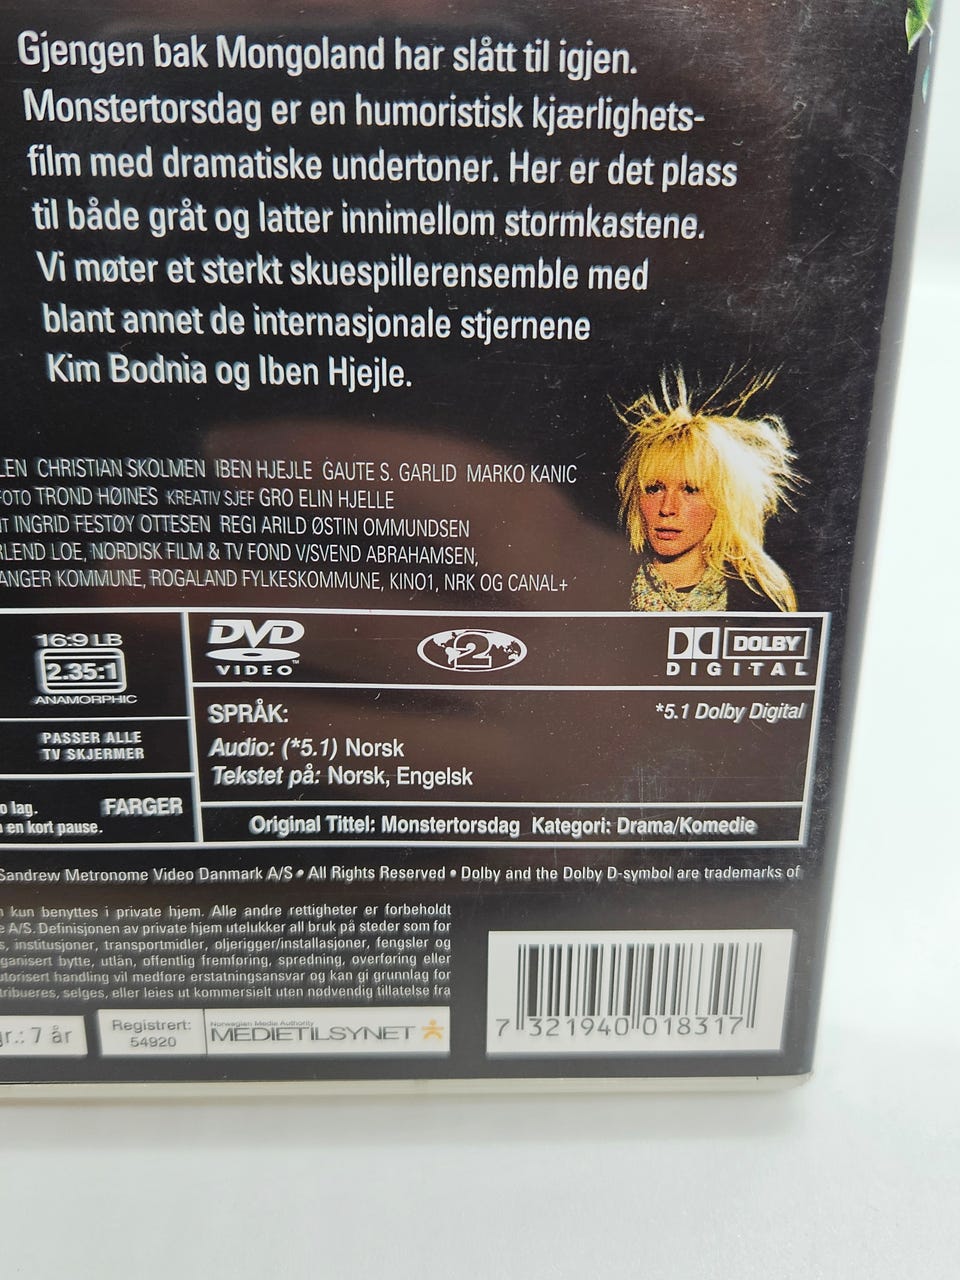 Gjengen bak Mongoland har slått til igjen.
Monstertorsdag er en humoristisk kjærlighets-
film med dramatiske undertoner. Her er det plass
til både gråt og latter innimellom stormkastene.
Vi møter et sterkt skuespillerensemble med
blant annet de internasjonale stjernene
Kim Bodnia og Iben Hjejle.
LEN CHRISTIAN SKOLMEN IBEN HJEJLE GAUTE S. GARLID MARKO KANIC
FOTO TROND HØINES KREATIV SJEF GRO ELIN HJELLE
INGRID FESTØY OTTESEN REGI ARILD ØSTIN OMMUNDSEN
RLEND LOE, NORDISK FILM & TV FOND V/SVEND ABRAHAMSEN,
ANGER KOMMUNE, ROGALAND FYLKESKOMMUNE, KINO1, NRK OG CANAL+
16:9 LB
2.35:1
ANAMORPHIC
PASSER ALLE
TV SKJERMER
o lag.
FARGER
en kort pause.
DVD
VIDEO™
2
DOLBY
DIGITAL
SPRÅK:
*5.1 Dolby Digital
Audio: (*5.1) Norsk
Tekstet på: Norsk, Engelsk
Original Tittel: Monstertorsdag Kategori: Drama/Komedie
Sandrew Metronome Video Danmark A/S • All Rights Reserved • Dolby and the Dolby D-symbol are trademarks of
kun benyttes i private hjem. Alle andre rettigheter er forbeholdt
e A/S. Definisjonen av private hjem utelukker all bruk på steder som for
s, institusjoner, transportmidler, oljerigger/installasjoner, fengsler og
ganisert bytte, utlån, offentlig fremføring, spredning, overføring eller
utorisert handling vil medføre erstatningsansvar og kan gi grunnlag for
tribueres, selges, eller leies ut kommersielt uten nødvendig tillatelse fra
gr.: 7 år
Registrert:
54920
Norwegian Media Authority
MEDIETILSYNET
7 321940 018317